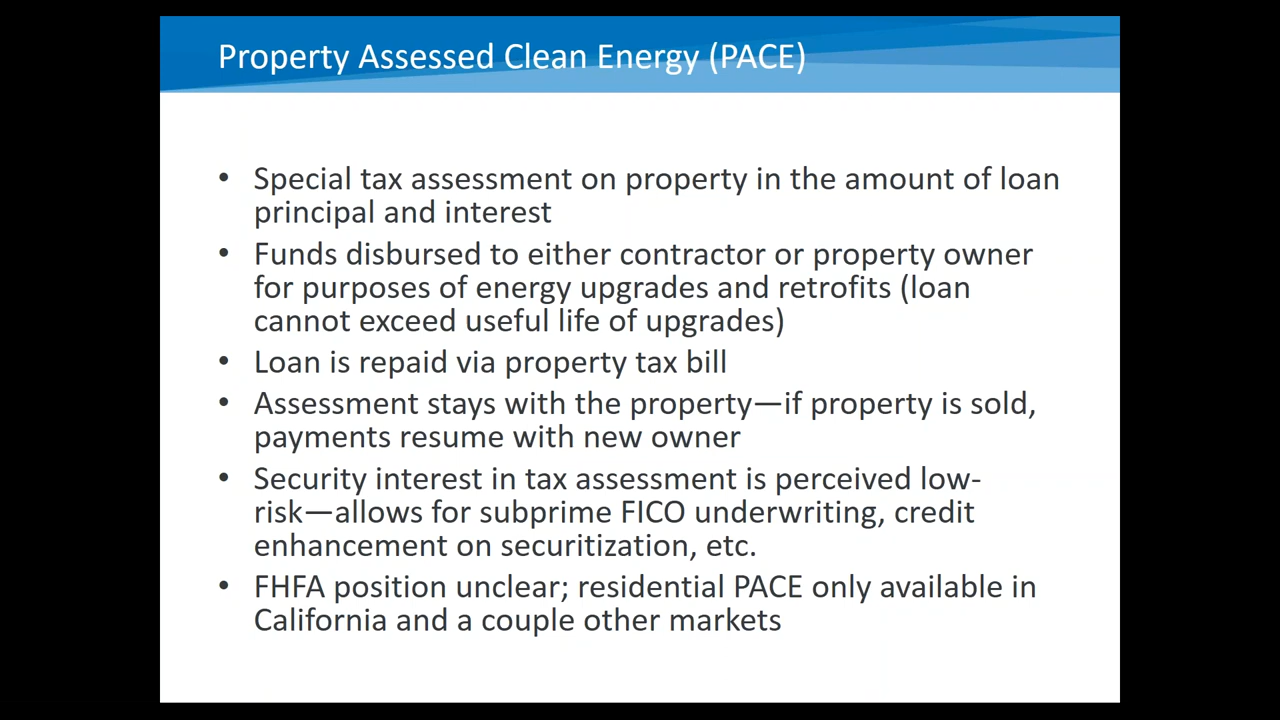 Property Assessed Clean Energy (PACE)
• Special tax assessment on property in the amount of loan
principal and interest
• Funds disbursed to either contractor or property owner
for purposes of energy upgrades and retrofits (loan
cannot exceed useful life of upgrades)
• Loan is repaid via property tax bill
• Assessment stays with the property—if property is sold,
payments resume with new owner
• Security interest in tax assessment is perceived low-
risk—allows for subprime FICO underwriting, credit
enhancement on securitization, etc.
• FHFA position unclear; residential PACE only available in
California and a couple other markets